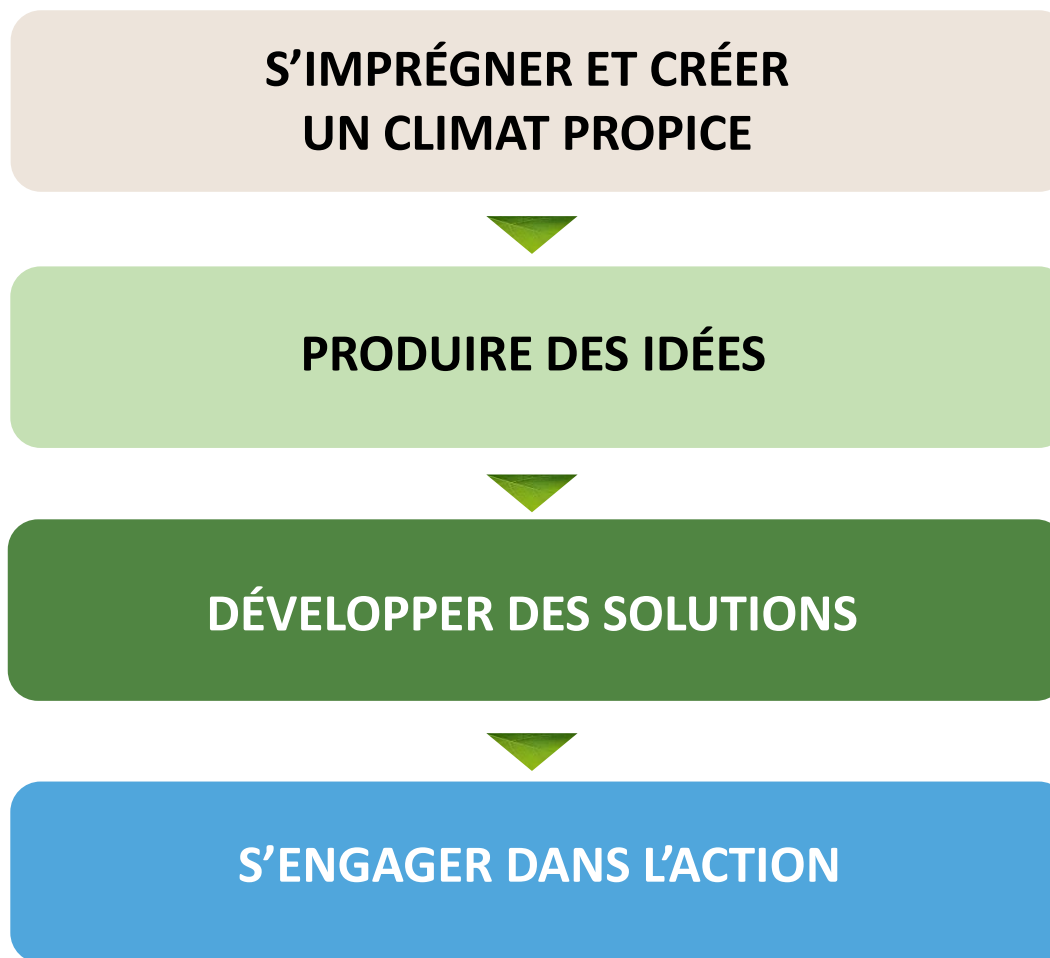 S’IMPRÉGNER ET CRÉER
UN CLIMAT PROPICE
PRODUIRE DES IDÉES
DÉVELOPPER DES SOLUTIONS
S’ENGAGER DANS L’ACTION